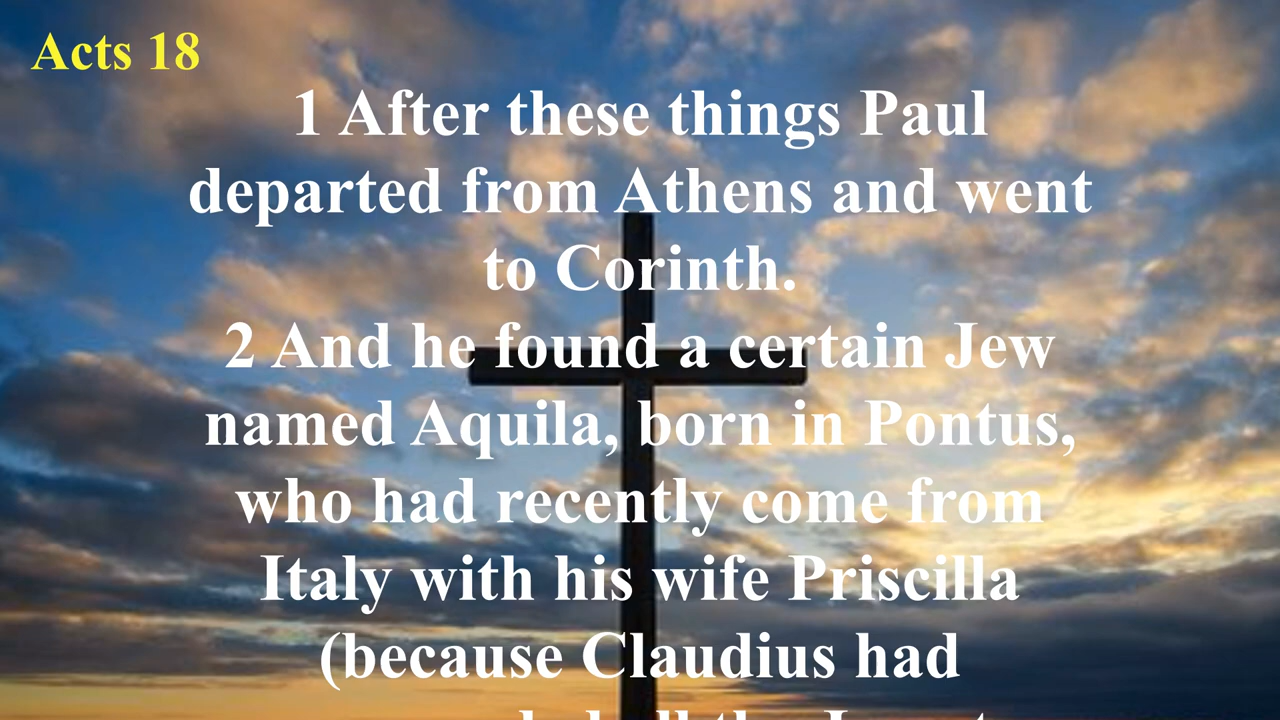 Acts 18
1 After these things Paul
departed from Athens and went
to Corinth.
2 And he found a certain Jew
named Aquila, born in Pontus,
who had recently come from
Italy with his wife Priscilla
(because Claudius had